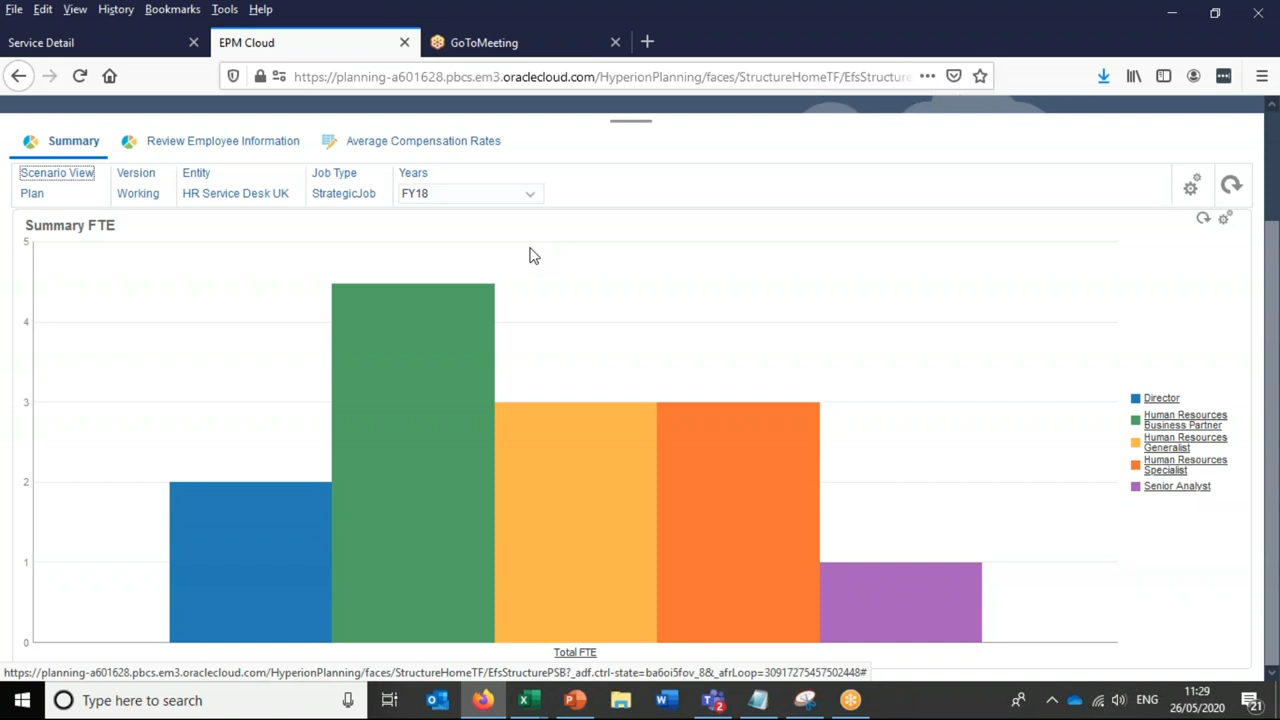 File Edit View History Bookmarks Tools Help
Service Detail
EPM Cloud
GoToMeeting
https://planning-a601628.pbcs.em3.oraclecloud.com/HyperionPlanning/faces/StructureHomeTF/EfsStructure
Summary
Review Employee Information
Average Compensation Rates
Scenario View Version Entity Job Type Years
Plan Working HR Service Desk UK StrategicJob FY18
Summary FTE
5
4
3
2
1
0
Director
Human Resources
Business Partner
Human Resources
Generalist
Human Resources
Specialist
Senior Analyst
Total FTE
https://planning-a601628.pbcs.em3.oraclecloud.com/HyperionPlanning/faces/StructureHomeTF/EfsStructurePSB?_adf.ctrl-state=ba6oi5fov_8&_afrLoop=30917275457502448#
Type here to search
ENG
11:29
26/05/2020
21